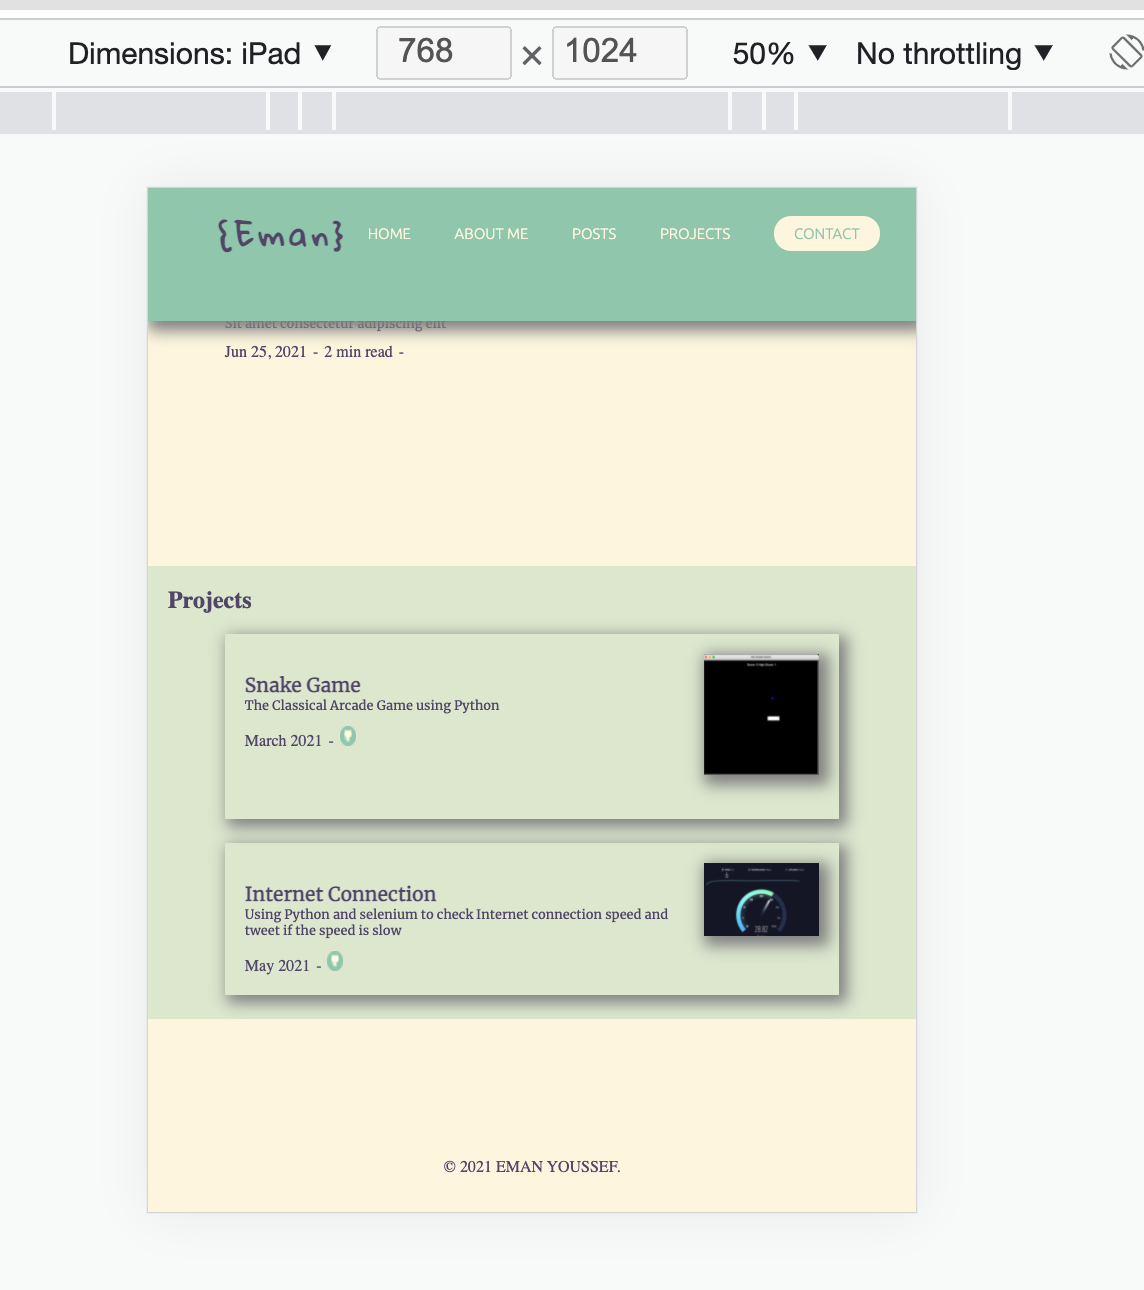 Dimensions: iPad ▼ 768 × 1024 50% ▼ No throttling ▼
{Eman} HOME ABOUT ME POSTS PROJECTS CONTACT
Sit amet consectetur adipiscing elit
Jun 25, 2021 - 2 min read -
Projects
Snake Game
The Classical Arcade Game using Python
March 2021 -
Internet Connection
Using Python and selenium to check Internet connection speed and
tweet if the speed is slow
May 2021 -
28.82
© 2021 EMAN YOUSSEF.